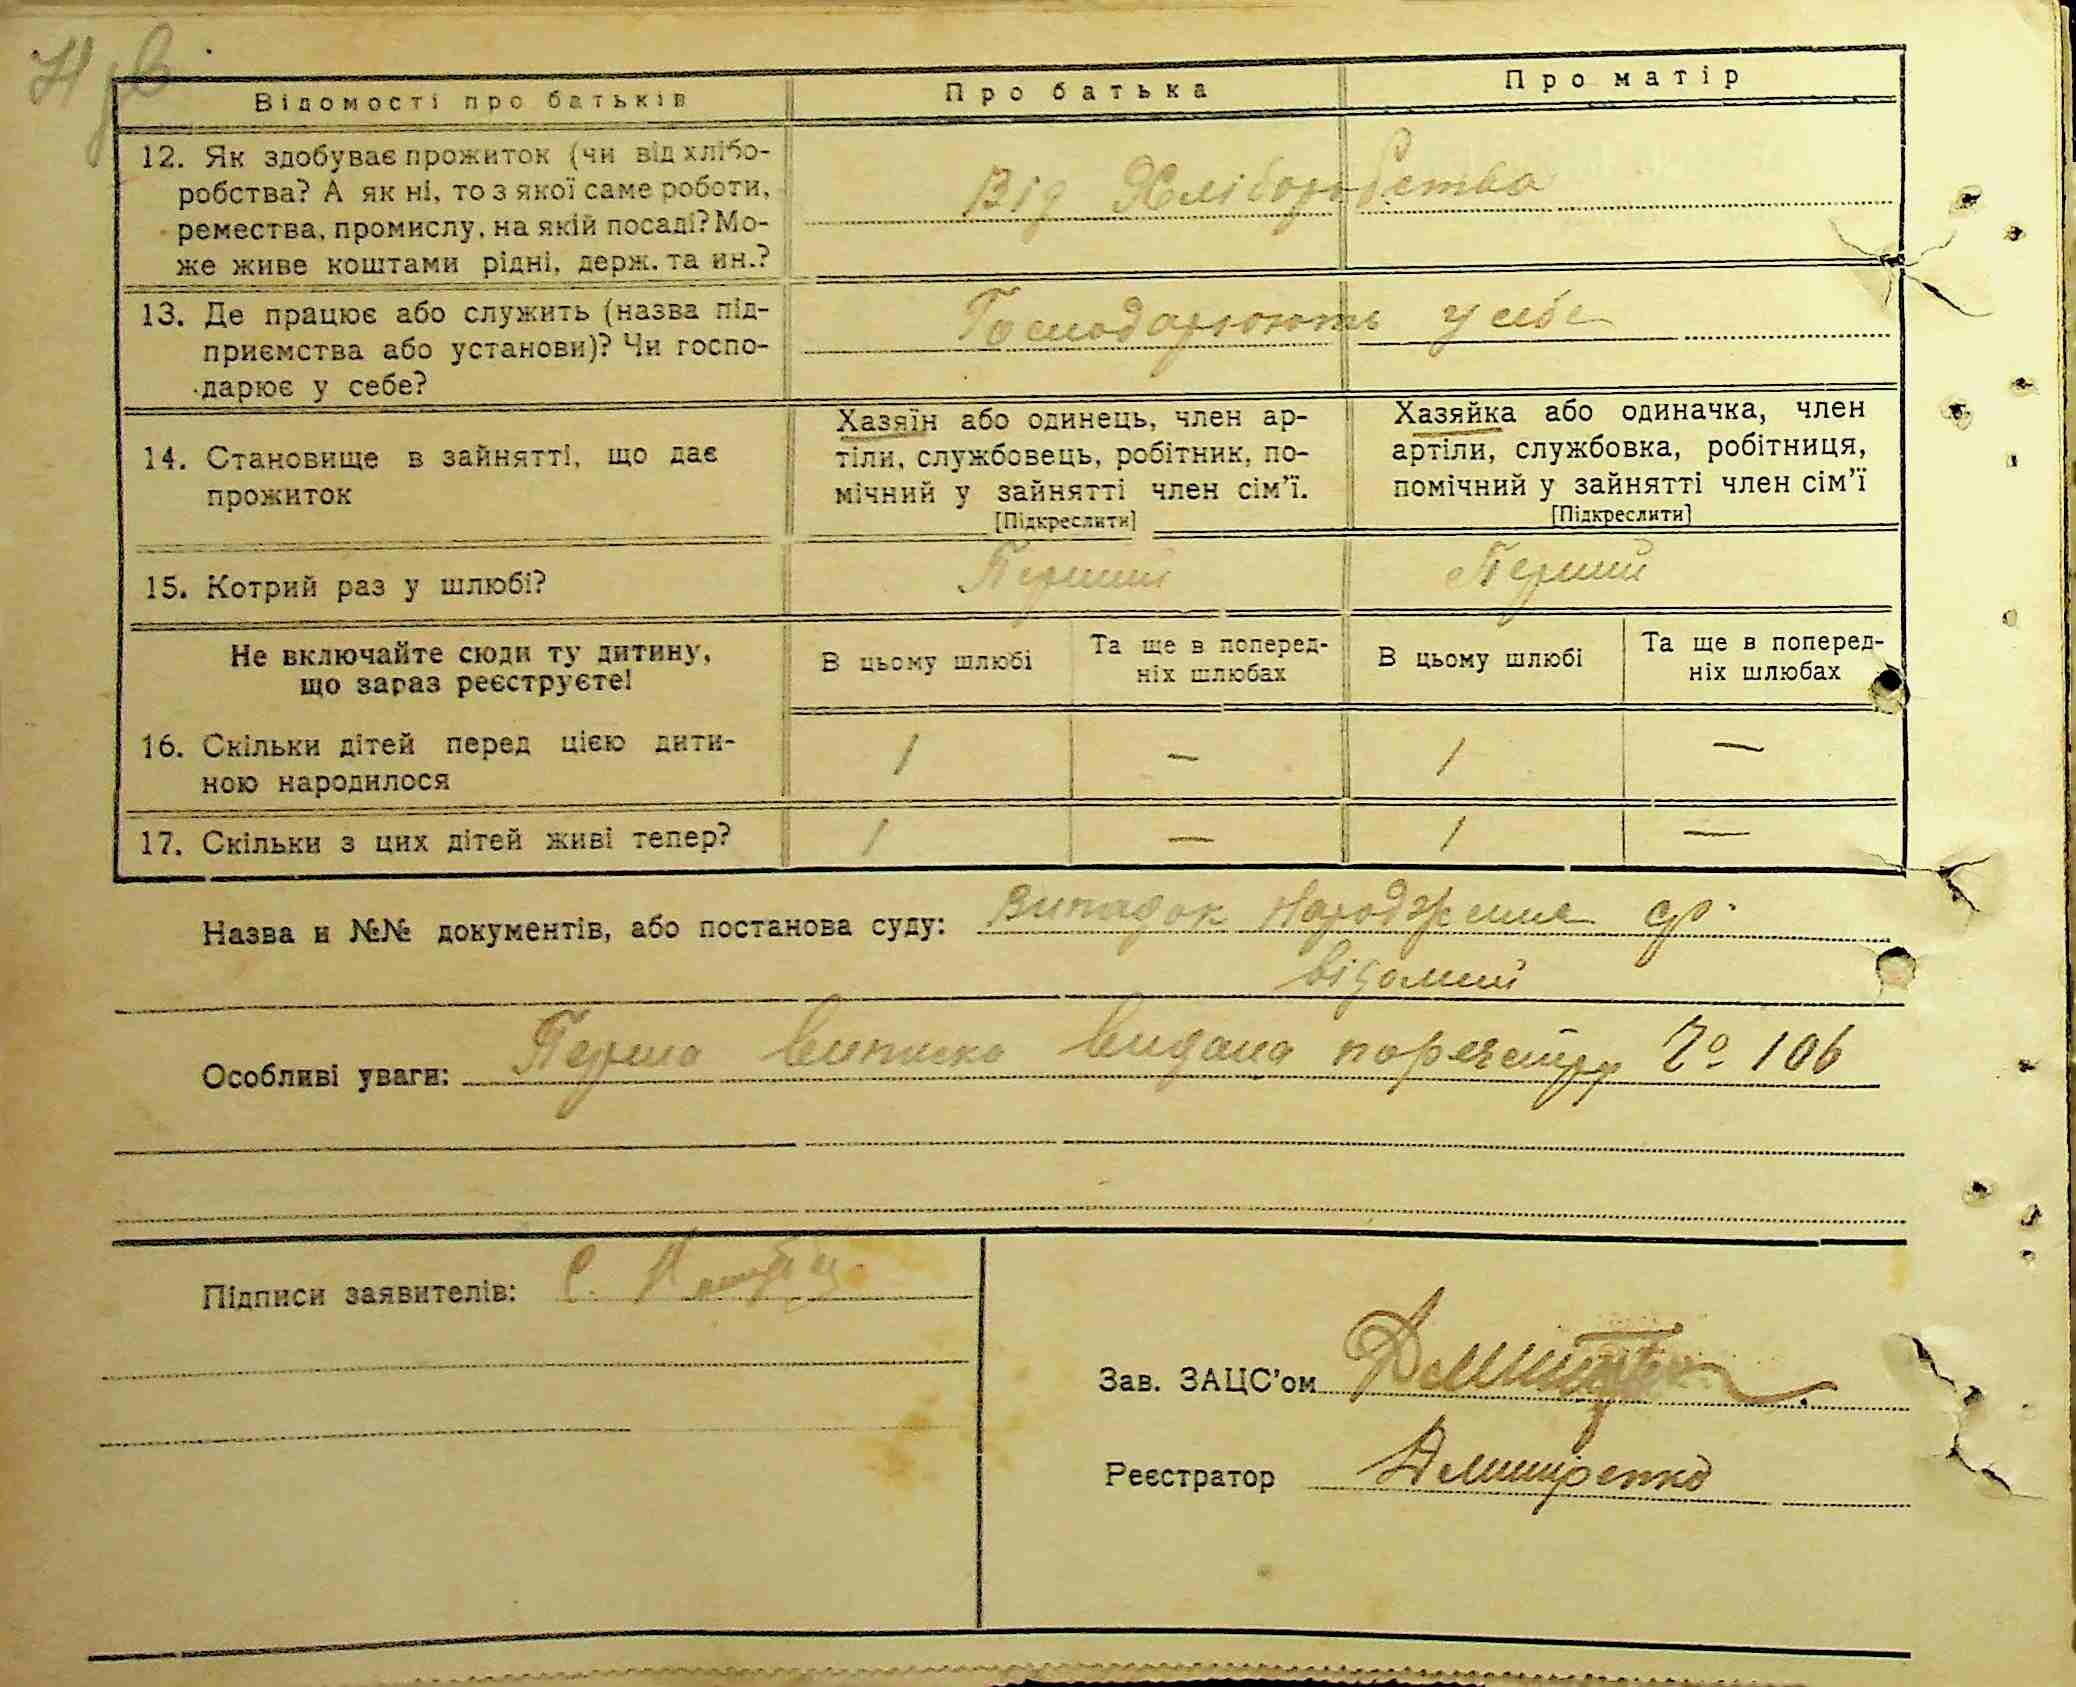 Відомості про батьків
Про батька
Про матір
12. Як здобуває прожиток (чи від хлібо-
робства? А як ні, то з якої саме роботи,
ремества, промислу, на якій посаді? Мо-
же живе коштами рідні, держ. та ин.?
Від Хліборобства
13. Де працює або служить (назва під-
приємства або установи)? Чи госпо-
дарює у себе?
Господарюють у себе
14. Становище в зайнятті, що дає
прожиток
Хазяїн або одинець, член ар-
тіли, службовець, робітник, по-
мічний у зайнятті член сім’ї.
[Підкреслити]
Хазяйка або одиначка, член
артіли, службовка, робітниця,
помічний у зайнятті член сім’ї
[Підкреслити]
15. Котрий раз у шлюбі?
Перший
Перший
Не включайте сюди ту дитину,
що зараз реєструєте!
В цьому шлюбі
Та ще в поперед-
ніх шлюбах
В цьому шлюбі
Та ще в поперед-
ніх шлюбах
16. Скільки дітей перед цією дити-
ною народилося
1 — 1 —
17. Скільки з цих дітей живі тепер?
1 — 1 —
Назва и №№ документів, або постанова суду: Випадок народження
відомий
Особливі уваги: Перша виписка видана по реєстру № 106
Підписи заявителів: С.
Зав. ЗАЦС’ом
Реєстратор